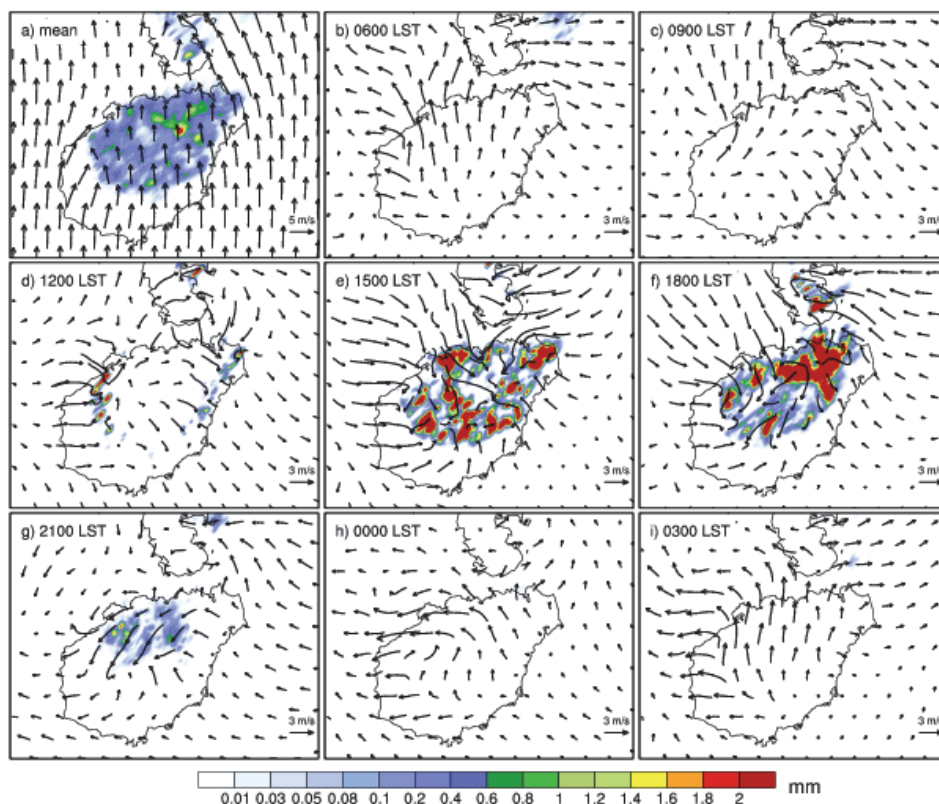 a) mean
5 m/s
b) 0600 LST
3 m/s
c) 0900 LST
3 m/s
d) 1200 LST
3 m/s
e) 1500 LST
3 m/s
f) 1800 LST
3 m/s
g) 2100 LST
3 m/s
h) 0000 LST
3 m/s
i) 0300 LST
3 m/s
0.01 0.03 0.05 0.08 0.1 0.2 0.4 0.6 0.8 1 1.2 1.4 1.6 1.8 2 mm